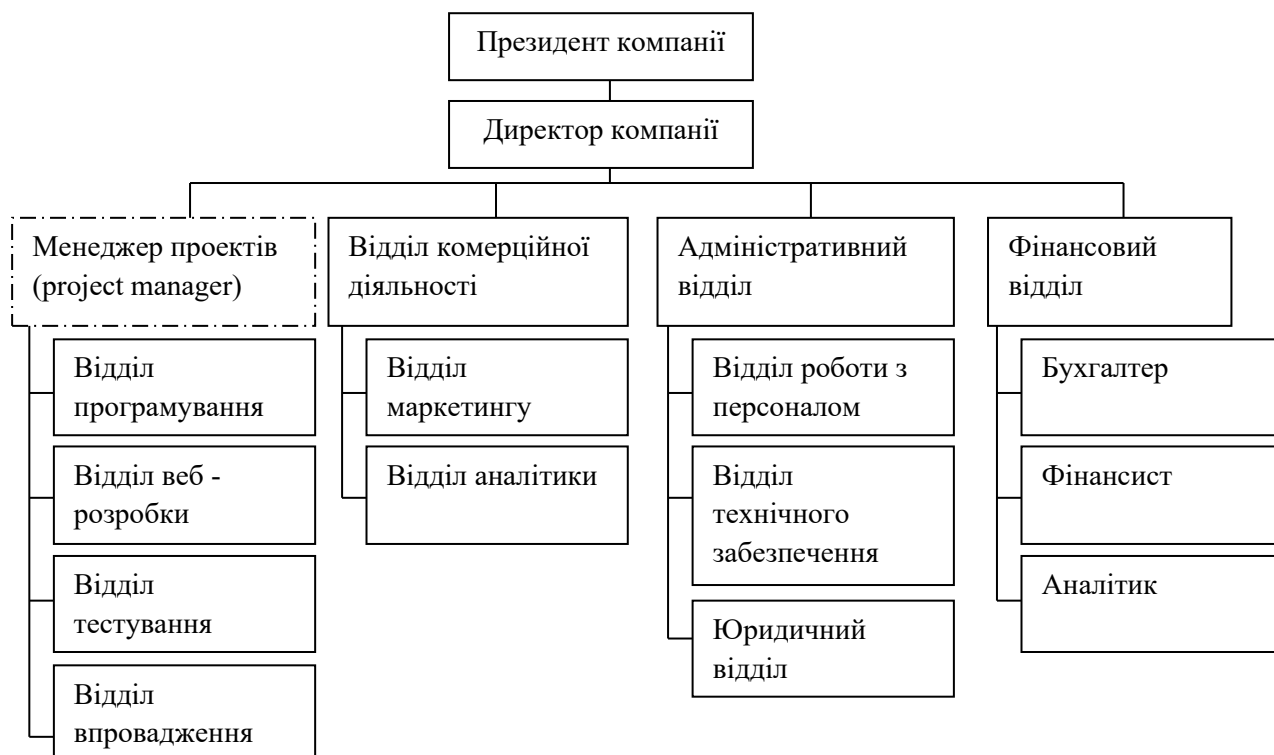 Президент компанії
Директор компанії
Менеджер проектів
(project manager)
Відділ
програмування
Відділ веб -
розробки
Відділ
тестування
Відділ
впровадження
Відділ комерційної
діяльності
Відділ
маркетингу
Відділ аналітики
Адміністративний
відділ
Відділ роботи з
персоналом
Відділ
технічного
забезпечення
Юридичний
відділ
Фінансовий
відділ
Бухгалтер
Фінансист
Аналітик